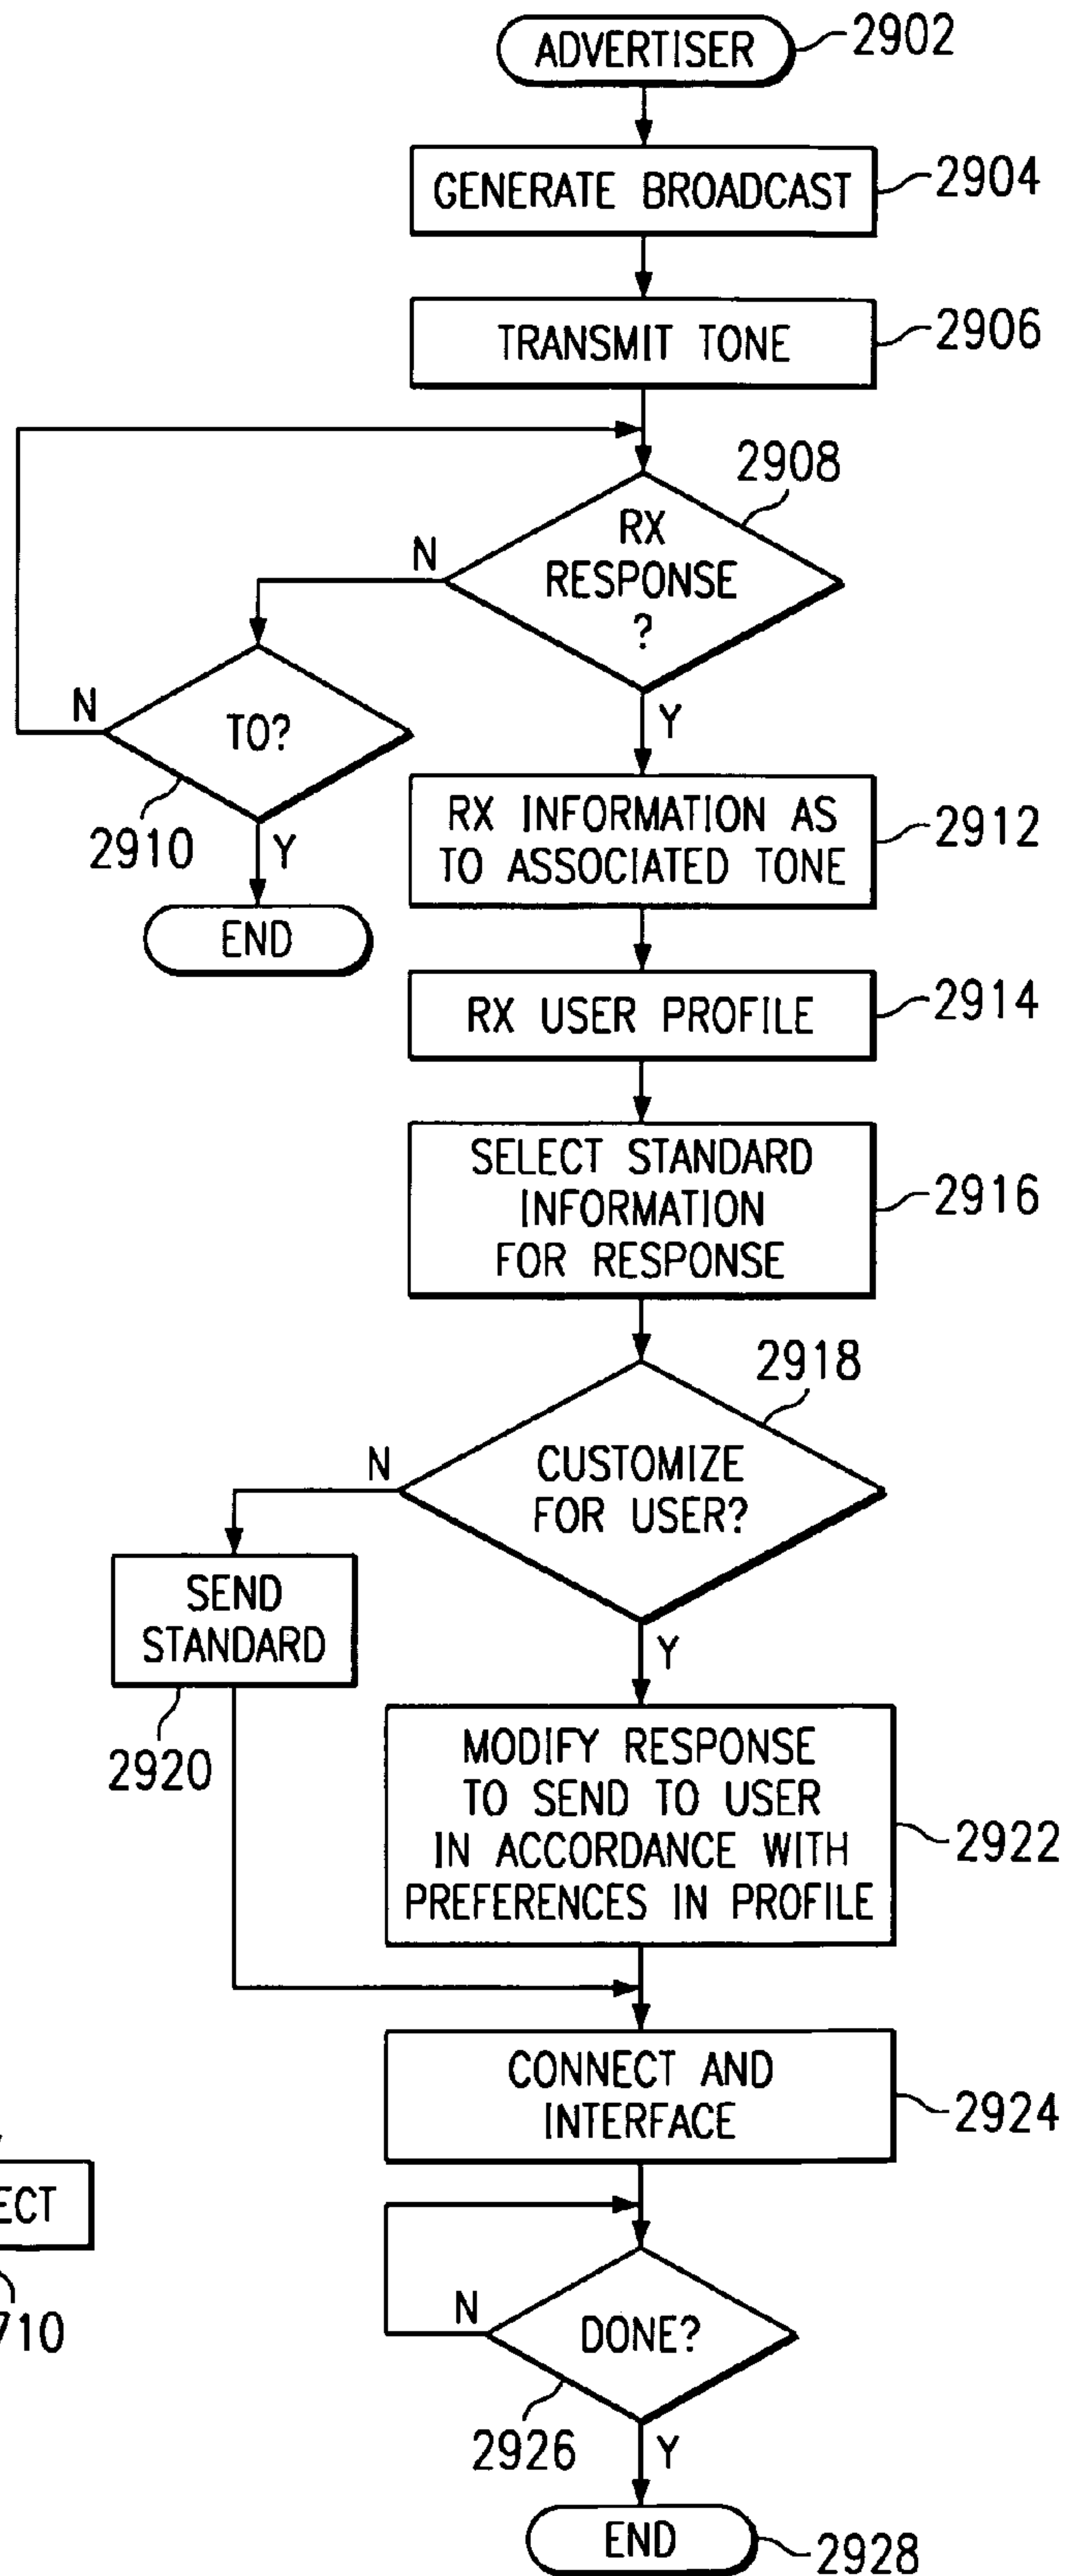 ADVERTISER
2902
GENERATE BROADCAST
2904
TRANSMIT TONE
2906
2908
RX
RESPONSE
?
N
Y
TO?
N
2910
Y
END
RX INFORMATION AS
TO ASSOCIATED TONE
2912
RX USER PROFILE
2914
SELECT STANDARD
INFORMATION
FOR RESPONSE
2916
2918
CUSTOMIZE
FOR USER?
N
Y
SEND
STANDARD
2920
MODIFY RESPONSE
TO SEND TO USER
IN ACCORDANCE WITH
PREFERENCES IN PROFILE
2922
CONNECT AND
INTERFACE
2924
ECT
710
DONE?
N
2926
Y
END
2928